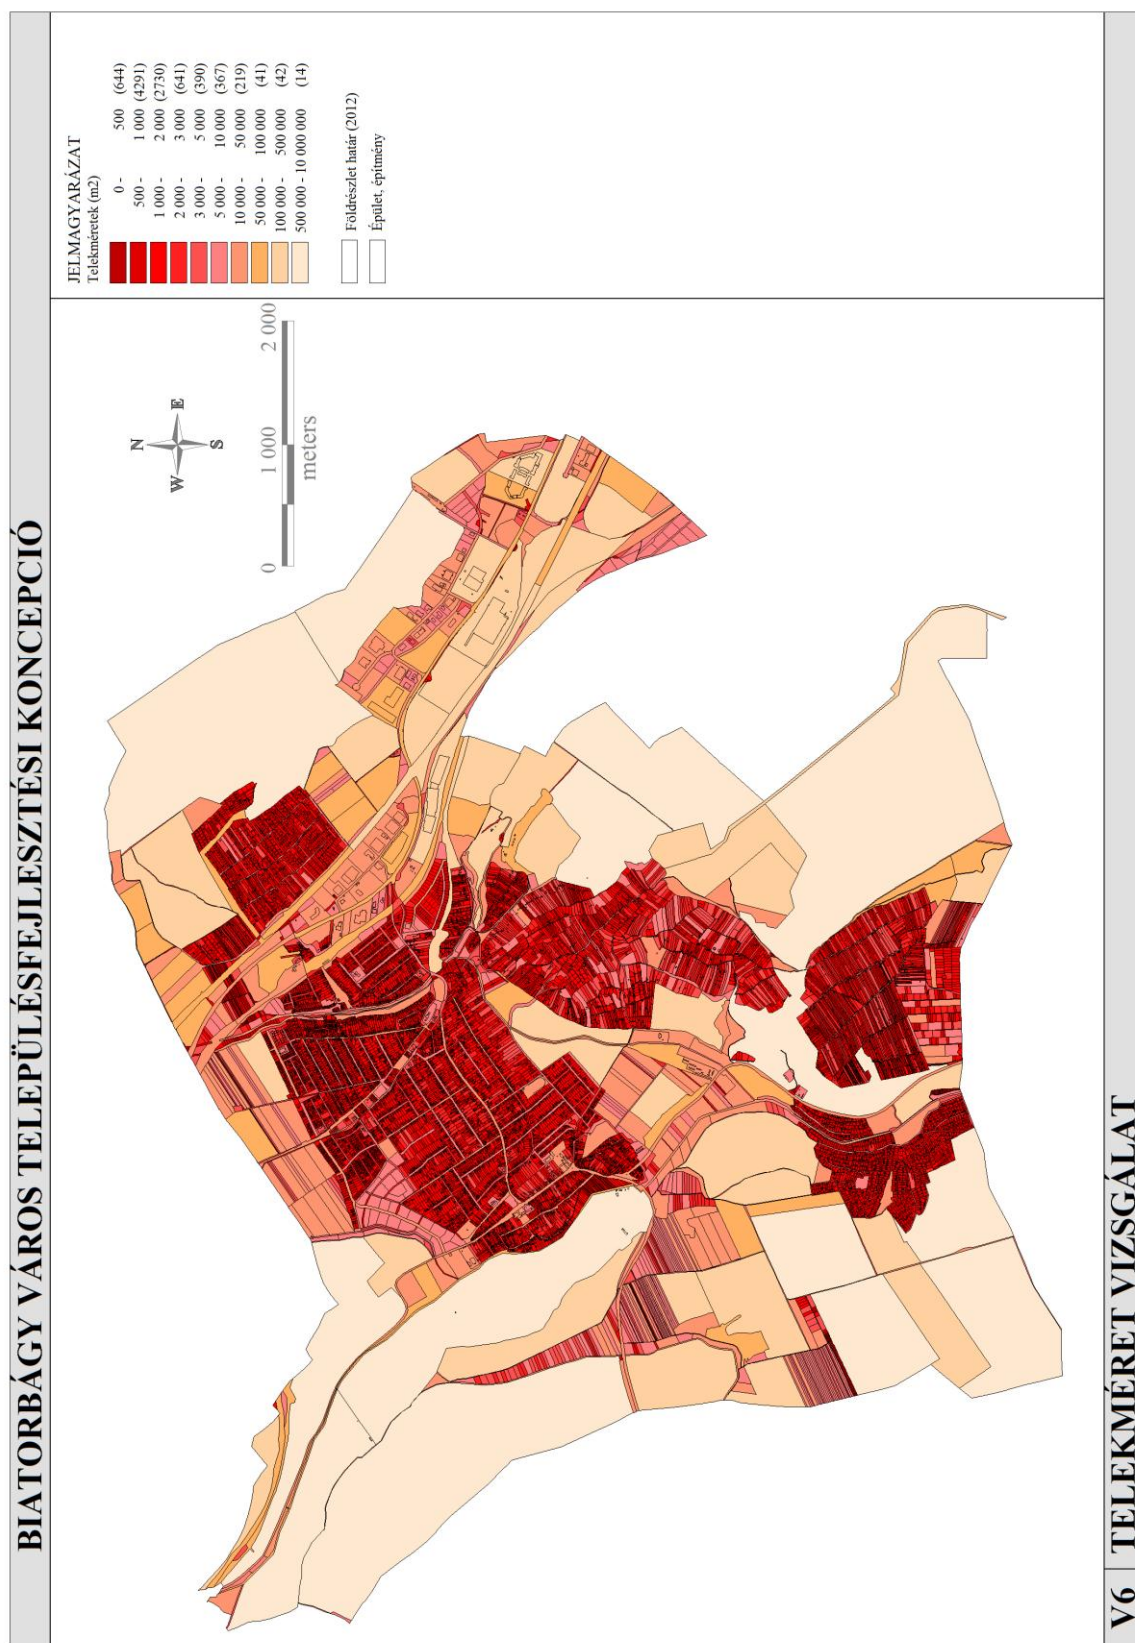 BIATORBÁGY VÁROS TELEPÜLÉSFEJLESZTÉSI KONCEPCIÓ
JELMAGYARÁZAT
Telekméretek (m2)
0 - 500 (644)
500 - 1 000 (4291)
1 000 - 2 000 (2730)
2 000 - 3 000 (641)
3 000 - 5 000 (390)
5 000 - 10 000 (367)
10 000 - 50 000 (219)
50 000 - 100 000 (41)
100 000 - 500 000 (42)
500 000 - 10 000 000 (14)
Földrészlet határ (2012)
Épület, építmény
N
W E
S
0 1 000 2 000
meters
V6 TELEKMÉRET VIZSGÁLAT